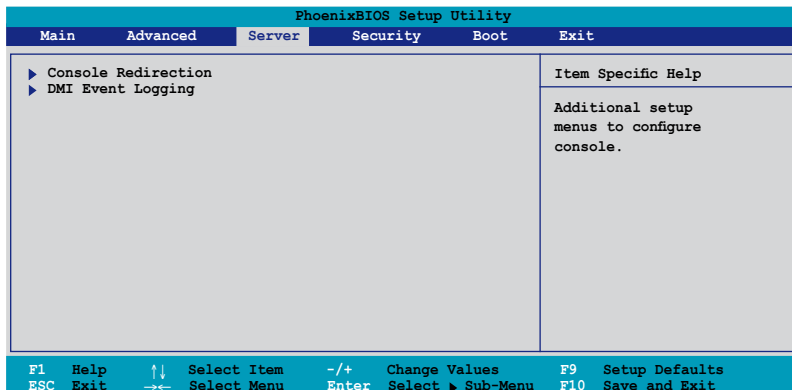 PhoenixBIOS Setup Utility
Main Advanced Server Security Boot Exit
▶ Console Redirection
▶ DMI Event Logging
Item Specific Help
Additional setup
menus to configure
console.
F1 Help ↑↓ Select Item -/+ Change Values F9 Setup Defaults
ESC Exit →← Select Menu Enter Select ▶ Sub-Menu F10 Save and Exit